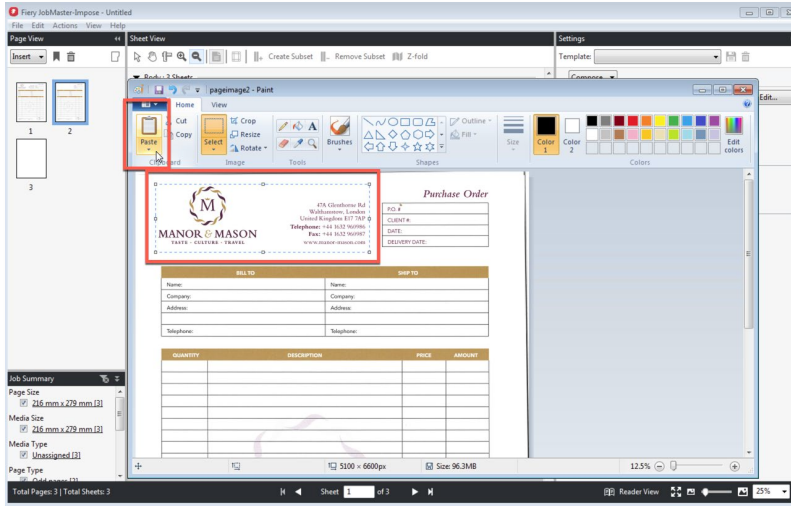 Fiery JobMaster-Impose - Untitled
File Edit Actions View Help
Page View
Sheet View
Settings
Insert
Create Subset
Remove Subset
Z-fold
Template:
Body: 3 Sheets
Compose
Edit...
pageimage2 - Paint
Home
View
Paste
Cut
Copy
Clipboard
Select
Crop
Resize
Rotate
Image
Tools
Brushes
Shapes
Outline
Fill
Size
Color
1
Color
2
Edit
colors
Colors
1
2
3
M
MANOR & MASON
TASTE - CULTURE - TRAVEL
47A Glenthorne Rd
Walthamstow, London
United Kingdom E17 7AP
Telephone: +44 1632 960986
Fax: +44 1632 960987
www.manor-mason.com
Purchase Order
P.O. #
CLIENT #:
DATE:
DELIVERY DATE:
BILL TO
SHIP TO
Name:
Name:
Company:
Company:
Address:
Address:
Telephone:
Telephone:
QUANTITY
DESCRIPTION
PRICE
AMOUNT
5100 × 6600px
Size: 96.3MB
12.5%
Job Summary
Page Size
216 mm x 279 mm [3]
Media Size
216 mm x 279 mm [3]
Media Type
Unassigned [3]
Page Type
Odd pages [2]
Total Pages: 3 | Total Sheets: 3
Sheet 1 of 3
Reader View
25%